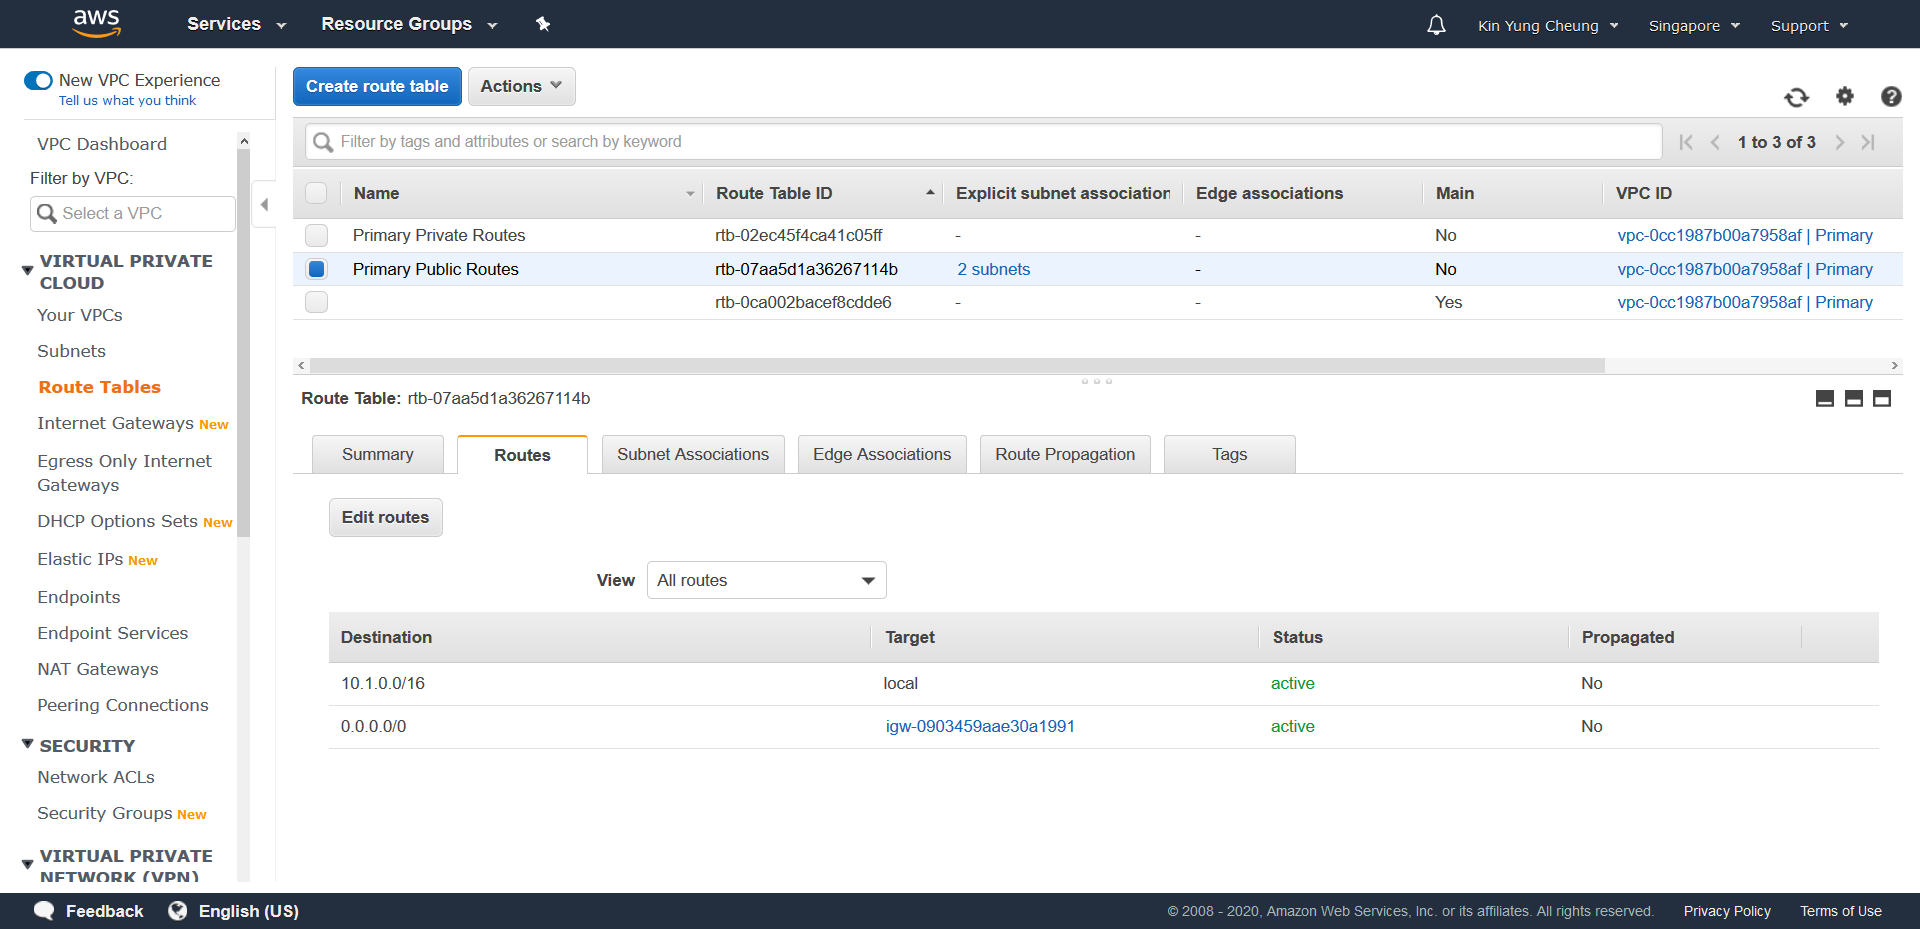 aws Services Resource Groups Kin Yung Cheung Singapore Support
New VPC Experience
Tell us what you think
VPC Dashboard
Filter by VPC:
Select a VPC
VIRTUAL PRIVATE
CLOUD
Your VPCs
Subnets
Route Tables
Internet Gateways New
Egress Only Internet
Gateways
DHCP Options Sets New
Elastic IPs New
Endpoints
Endpoint Services
NAT Gateways
Peering Connections
SECURITY
Network ACLs
Security Groups New
VIRTUAL PRIVATE
NETWORK (VPN)
Create route table Actions
Filter by tags and attributes or search by keyword 1 to 3 of 3
Name Route Table ID Explicit subnet association Edge associations Main VPC ID
Primary Private Routes rtb-02ec45f4ca41c05ff - - No vpc-0cc1987b00a7958af | Primary
Primary Public Routes rtb-07aa5d1a36267114b 2 subnets - No vpc-0cc1987b00a7958af | Primary
rtb-0ca002bacef8cdde6 - - Yes vpc-0cc1987b00a7958af | Primary
Route Table: rtb-07aa5d1a36267114b
Summary Routes Subnet Associations Edge Associations Route Propagation Tags
Edit routes
View All routes
Destination Target Status Propagated
10.1.0.0/16 local active No
0.0.0.0/0 igw-0903459aae30a1991 active No
Feedback English (US) © 2008 - 2020, Amazon Web Services, Inc. or its affiliates. All rights reserved. Privacy Policy Terms of Use